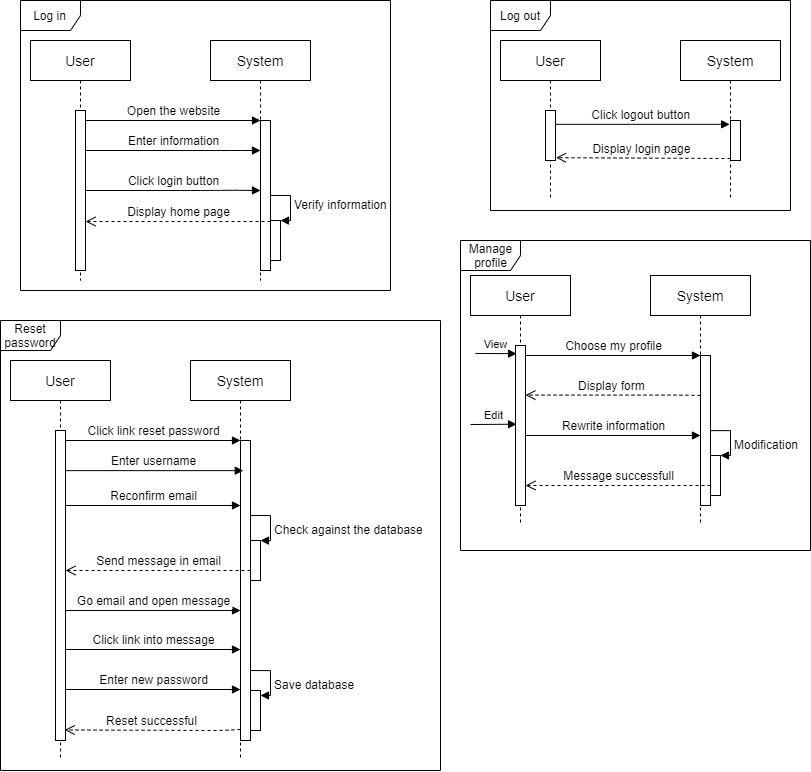 Log in
User
System
Open the website
Enter information
Click login button
Verify information
Display home page
Log out
User
System
Click logout button
Display login page
Manage
profile
User
System
View
Choose my profile
Display form
Edit
Rewrite information
Modification
Message successfull
Reset
password
User
System
Click link reset password
Enter username
Reconfirm email
Check against the database
Send message in email
Go email and open message
Click link into message
Enter new password
Save database
Reset successful